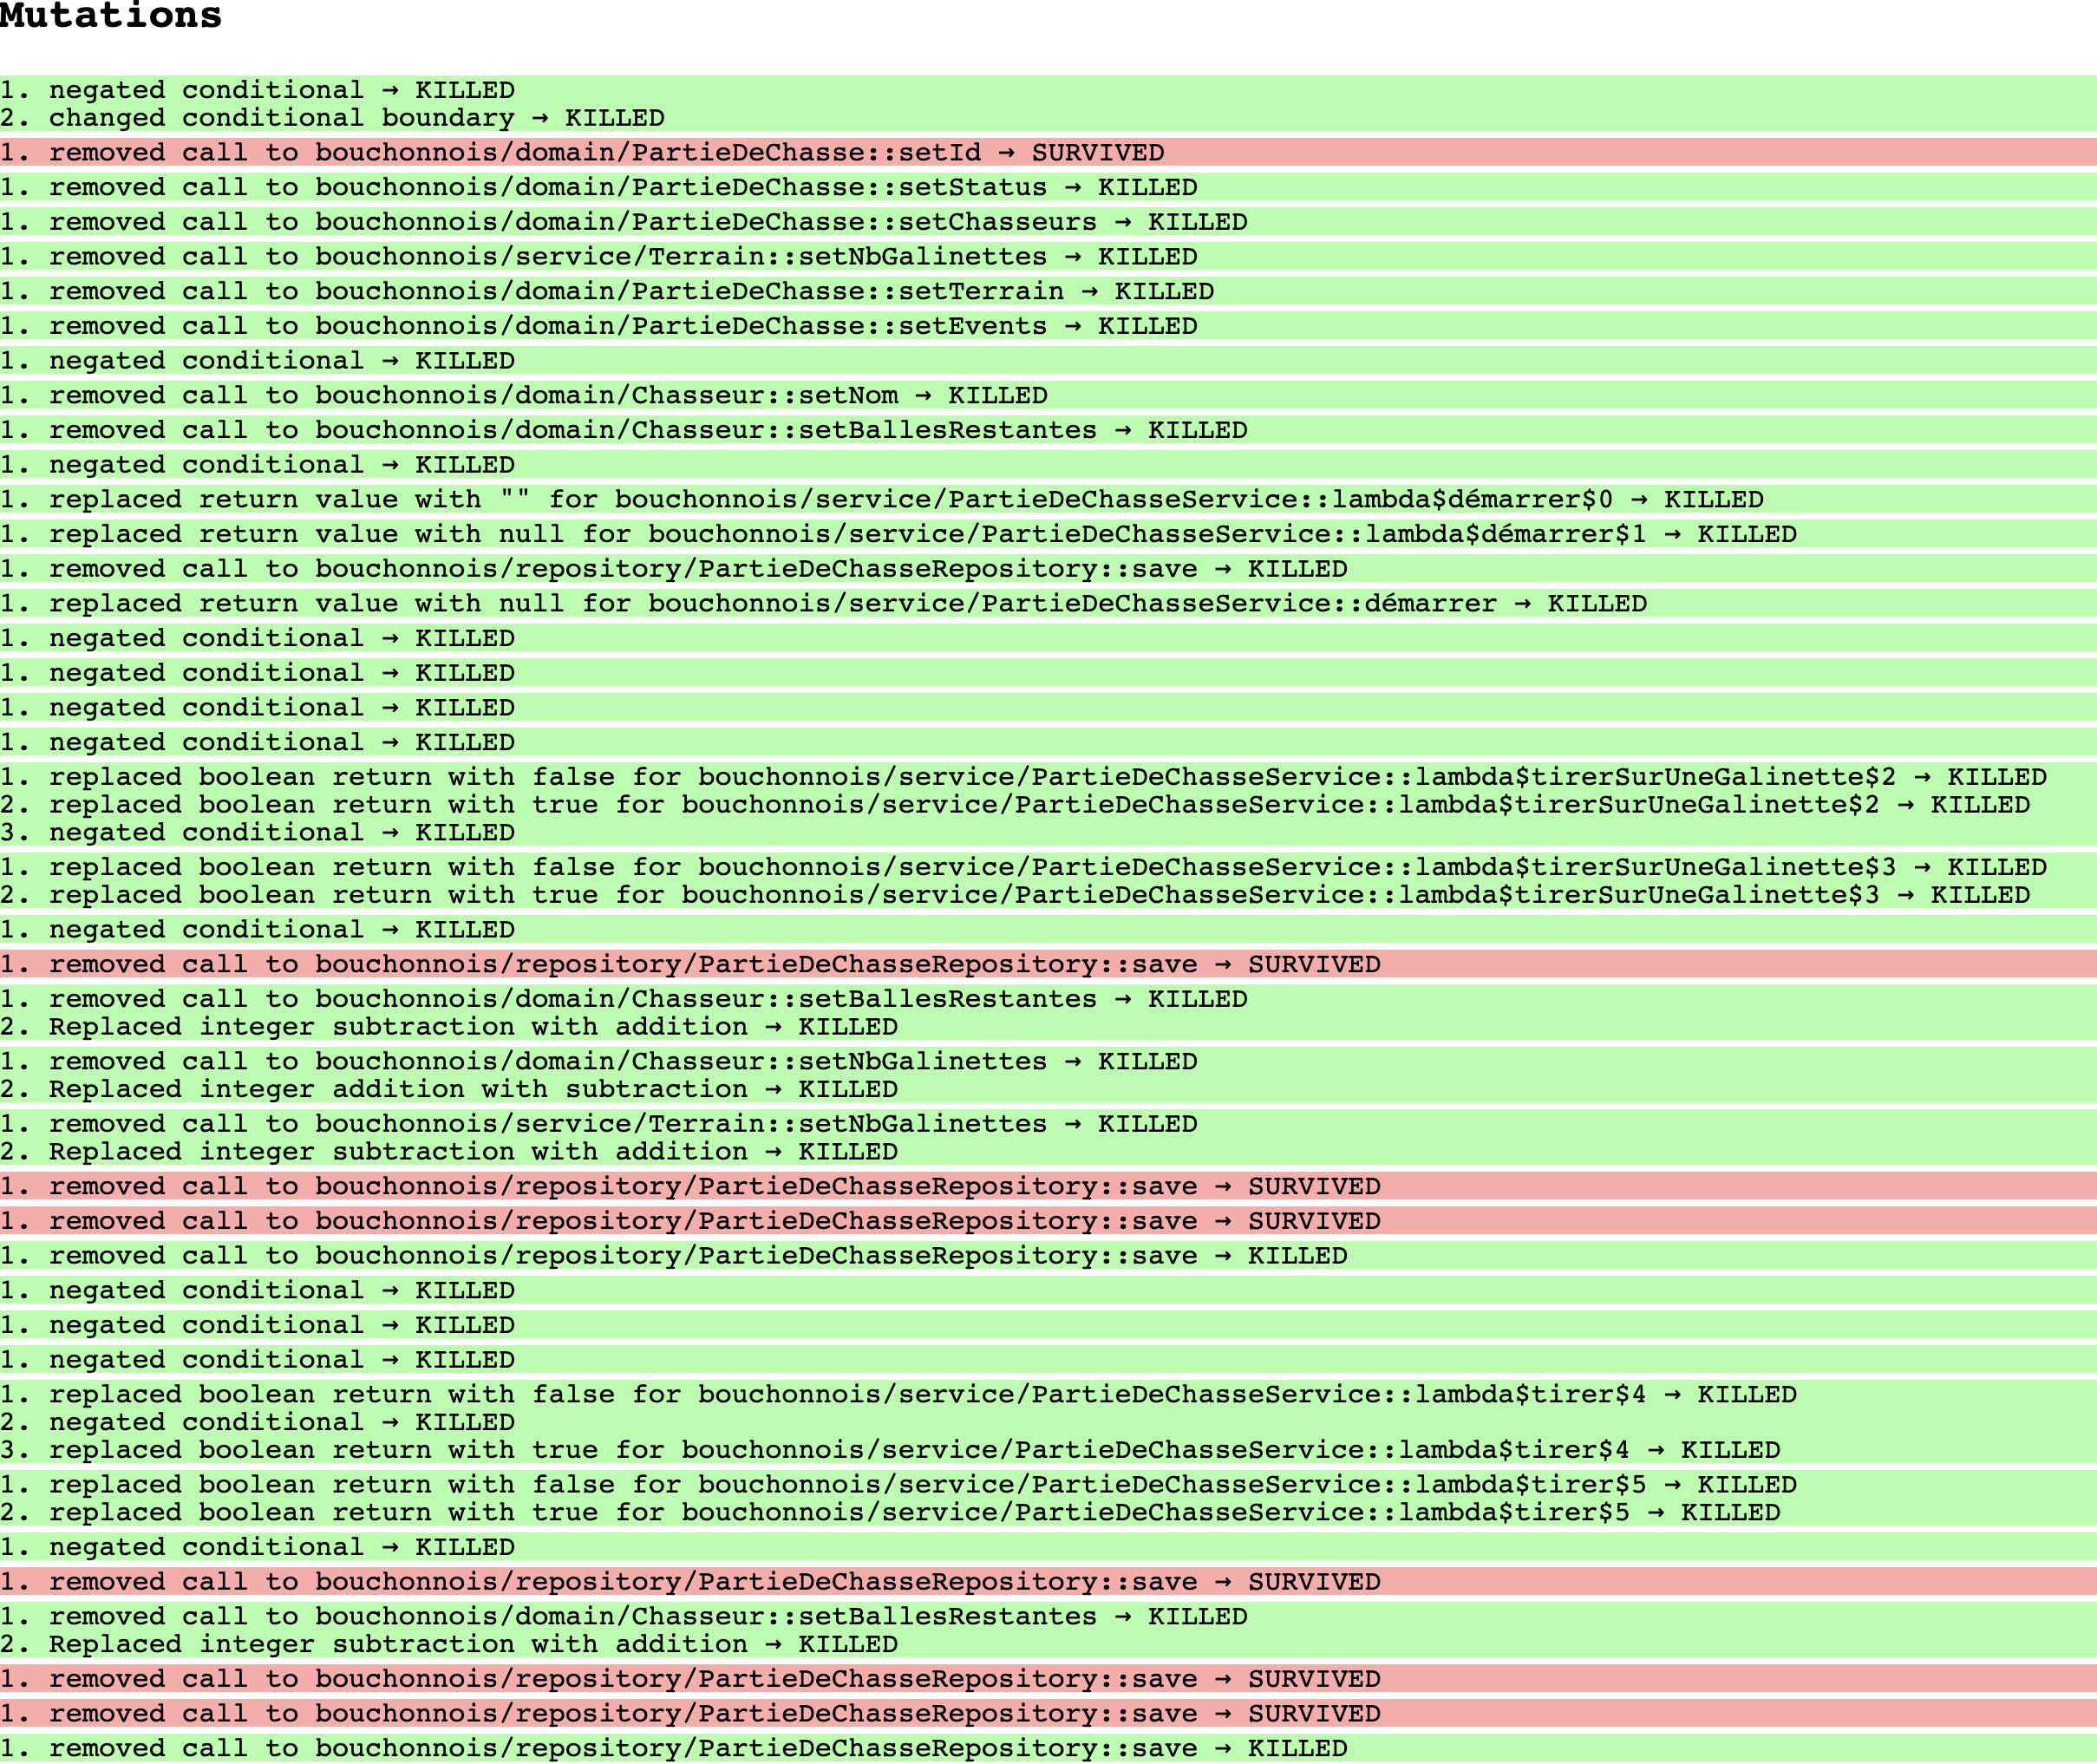 Mutations
1. negated conditional → KILLED
2. changed conditional boundary → KILLED
1. removed call to bouchonnois/domain/PartieDeChasse::setId → SURVIVED
1. removed call to bouchonnois/domain/PartieDeChasse::setStatus → KILLED
1. removed call to bouchonnois/domain/PartieDeChasse::setChasseurs → KILLED
1. removed call to bouchonnois/service/Terrain::setNbGalinettes → KILLED
1. removed call to bouchonnois/domain/PartieDeChasse::setTerrain → KILLED
1. removed call to bouchonnois/domain/PartieDeChasse::setEvents → KILLED
1. negated conditional → KILLED
1. removed call to bouchonnois/domain/Chasseur::setNom → KILLED
1. removed call to bouchonnois/domain/Chasseur::setBallesRestantes → KILLED
1. negated conditional → KILLED
1. replaced return value with "" for bouchonnois/service/PartieDeChasseService::lambda$démarrer$0 → KILLED
1. replaced return value with null for bouchonnois/service/PartieDeChasseService::lambda$démarrer$1 → KILLED
1. removed call to bouchonnois/repository/PartieDeChasseRepository::save → KILLED
1. replaced return value with null for bouchonnois/service/PartieDeChasseService::démarrer → KILLED
1. negated conditional → KILLED
1. negated conditional → KILLED
1. negated conditional → KILLED
1. negated conditional → KILLED
1. replaced boolean return with false for bouchonnois/service/PartieDeChasseService::lambda$tirerSurUneGalinette$2 → KILLED
2. replaced boolean return with true for bouchonnois/service/PartieDeChasseService::lambda$tirerSurUneGalinette$2 → KILLED
3. negated conditional → KILLED
1. replaced boolean return with false for bouchonnois/service/PartieDeChasseService::lambda$tirerSurUneGalinette$3 → KILLED
2. replaced boolean return with true for bouchonnois/service/PartieDeChasseService::lambda$tirerSurUneGalinette$3 → KILLED
1. negated conditional → KILLED
1. removed call to bouchonnois/repository/PartieDeChasseRepository::save → SURVIVED
1. removed call to bouchonnois/domain/Chasseur::setBallesRestantes → KILLED
2. Replaced integer subtraction with addition → KILLED
1. removed call to bouchonnois/domain/Chasseur::setNbGalinettes → KILLED
2. Replaced integer addition with subtraction → KILLED
1. removed call to bouchonnois/service/Terrain::setNbGalinettes → KILLED
2. Replaced integer subtraction with addition → KILLED
1. removed call to bouchonnois/repository/PartieDeChasseRepository::save → SURVIVED
1. removed call to bouchonnois/repository/PartieDeChasseRepository::save → SURVIVED
1. removed call to bouchonnois/repository/PartieDeChasseRepository::save → KILLED
1. negated conditional → KILLED
1. negated conditional → KILLED
1. negated conditional → KILLED
1. replaced boolean return with false for bouchonnois/service/PartieDeChasseService::lambda$tirer$4 → KILLED
2. negated conditional → KILLED
3. replaced boolean return with true for bouchonnois/service/PartieDeChasseService::lambda$tirer$4 → KILLED
1. replaced boolean return with false for bouchonnois/service/PartieDeChasseService::lambda$tirer$5 → KILLED
2. replaced boolean return with true for bouchonnois/service/PartieDeChasseService::lambda$tirer$5 → KILLED
1. negated conditional → KILLED
1. removed call to bouchonnois/repository/PartieDeChasseRepository::save → SURVIVED
1. removed call to bouchonnois/domain/Chasseur::setBallesRestantes → KILLED
2. Replaced integer subtraction with addition → KILLED
1. removed call to bouchonnois/repository/PartieDeChasseRepository::save → SURVIVED
1. removed call to bouchonnois/repository/PartieDeChasseRepository::save → SURVIVED
1. removed call to bouchonnois/repository/PartieDeChasseRepository::save → KILLED